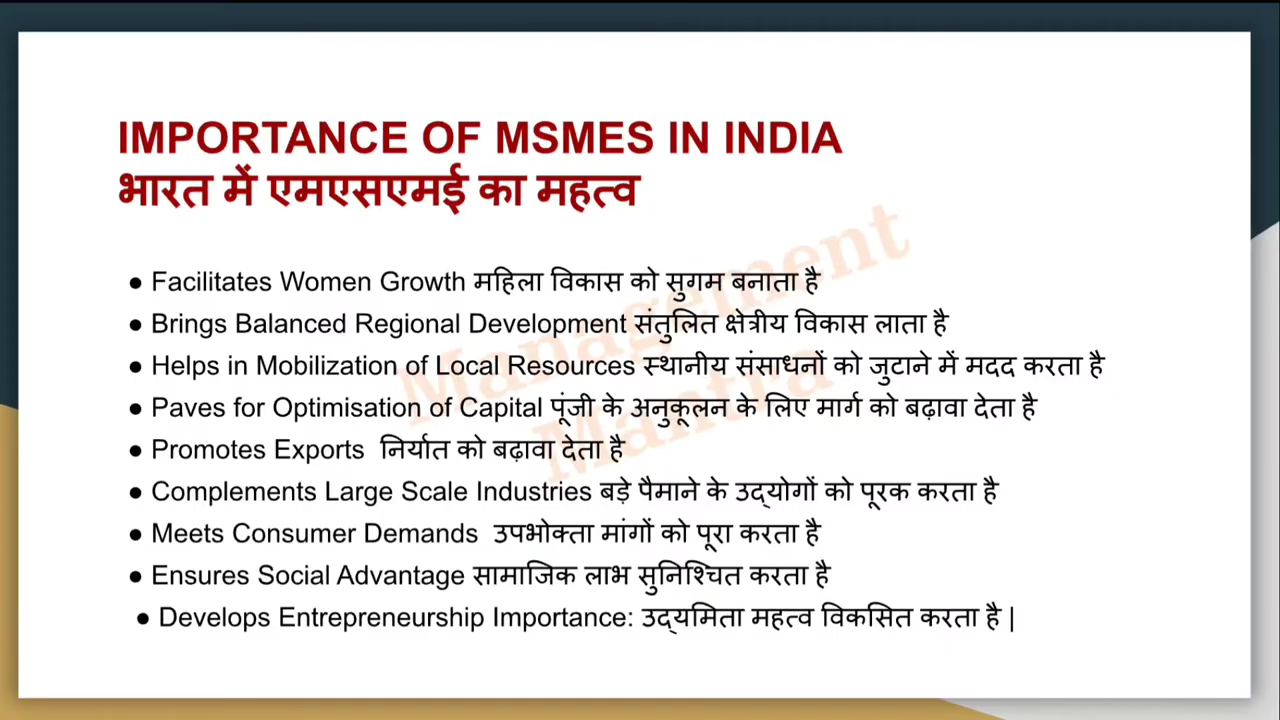 IMPORTANCE OF MSMES IN INDIA
भारत में एमएसएमई का महत्व
● Facilitates Women Growth महिला विकास को सुगम बनाता है
● Brings Balanced Regional Development संतुलित क्षेत्रीय विकास लाता है
● Helps in Mobilization of Local Resources स्थानीय संसाधनों को जुटाने में मदद करता है
● Paves for Optimisation of Capital पूंजी के अनुकूलन के लिए मार्ग को बढ़ावा देता है
● Promotes Exports निर्यात को बढ़ावा देता है
● Complements Large Scale Industries बड़े पैमाने के उद्योगों को पूरक करता है
● Meets Consumer Demands उपभोक्ता मांगों को पूरा करता है
● Ensures Social Advantage सामाजिक लाभ सुनिश्चित करता है
● Develops Entrepreneurship Importance: उद्यमिता महत्व विकसित करता है |
Management
Mantra